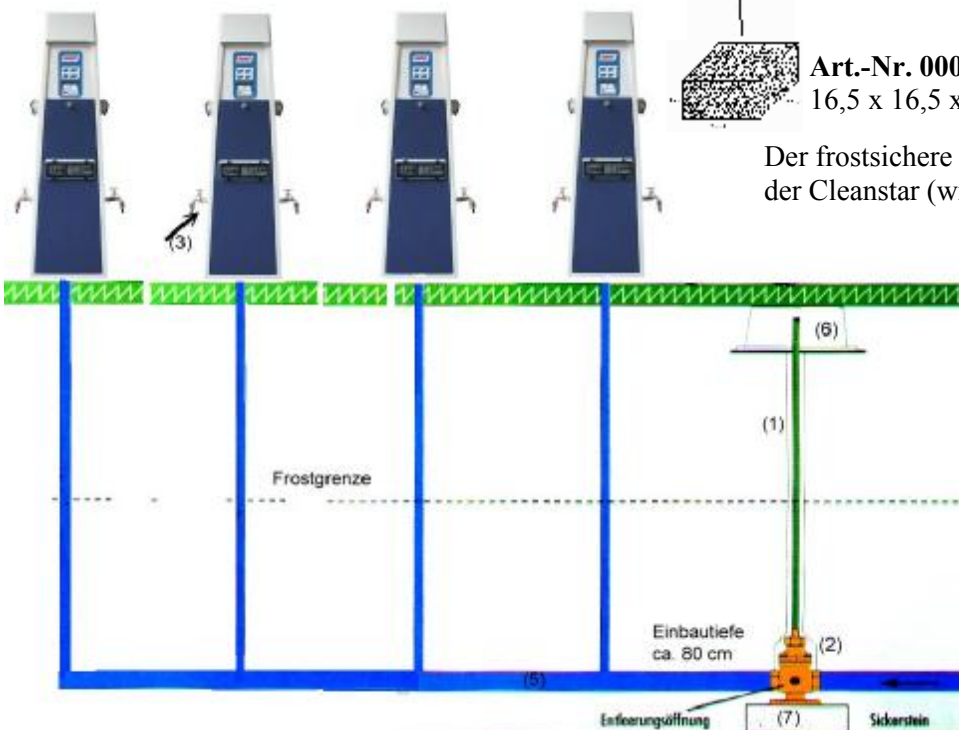 Art.-Nr. 000
16,5 x 16,5 x
Der frostsichere
der Cleanstar (wi
(3)
(6)
(1)
Frostgrenze
Einbautiefe
ca. 80 cm
(2)
(5)
Entleerungsöffnung
(7)
Sickerstein